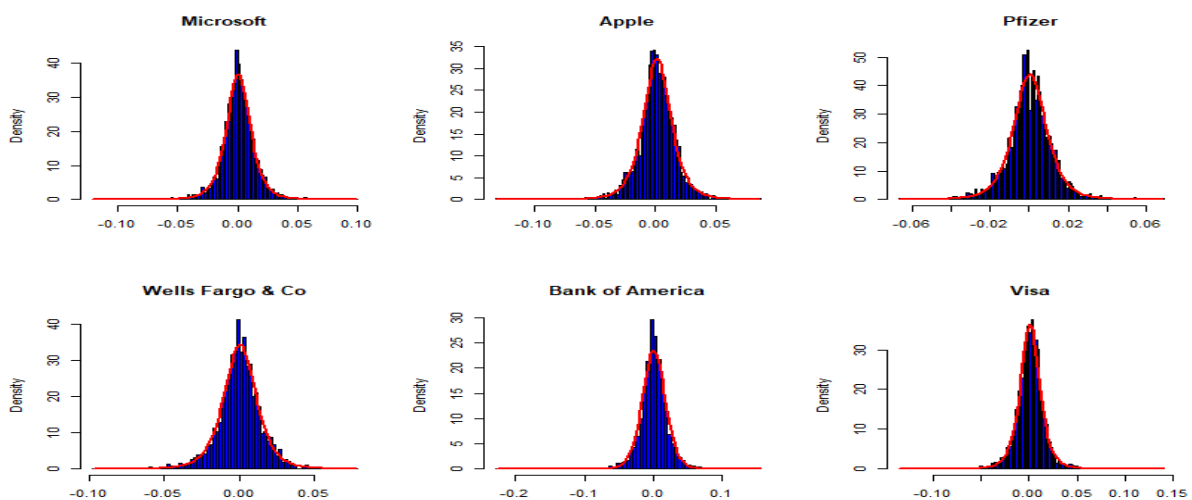 Microsoft
Apple
Pfizer
Density
0 10 20 30 40
−0.10 −0.05 0.00 0.05 0.10
Density
0 5 10 15 20 25 30 35
−0.10 −0.05 0.00 0.05
Density
0 10 20 30 40 50
−0.06 −0.02 0.02 0.06
Wells Fargo & Co
Bank of America
Visa
Density
0 10 20 30 40
−0.10 −0.05 0.00 0.05
Density
0 5 10 15 20 25 30
−0.2 −0.1 0.0 0.1
Density
0 10 20 30
−0.10 0.00 0.05 0.10 0.15